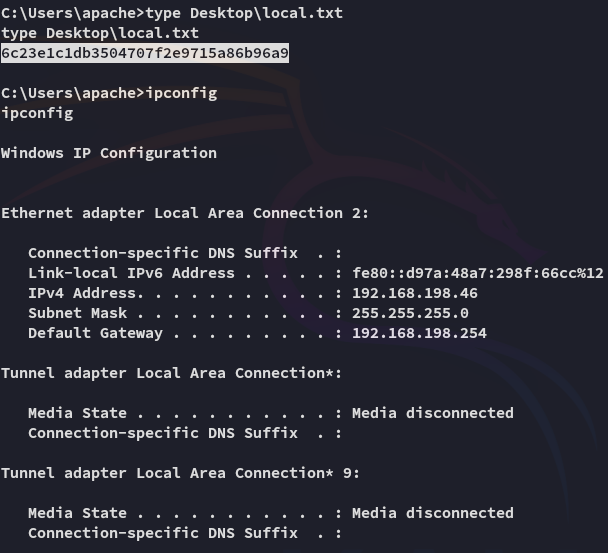 C:\Users\apache>type Desktop\local.txt
type Desktop\local.txt
6c23e1c1db3504707f2e9715a86b96a9
C:\Users\apache>ipconfig
ipconfig
Windows IP Configuration
Ethernet adapter Local Area Connection 2:
Connection-specific DNS Suffix  . :
Link-local IPv6 Address . . . . . : fe80::d97a:48a7:298f:66cc%12
IPv4 Address. . . . . . . . . . . : 192.168.198.46
Subnet Mask . . . . . . . . . . . : 255.255.255.0
Default Gateway . . . . . . . . . : 192.168.198.254
Tunnel adapter Local Area Connection*:
Media State . . . . . . . . . . . : Media disconnected
Connection-specific DNS Suffix  . :
Tunnel adapter Local Area Connection* 9:
Media State . . . . . . . . . . . : Media disconnected
Connection-specific DNS Suffix  . :